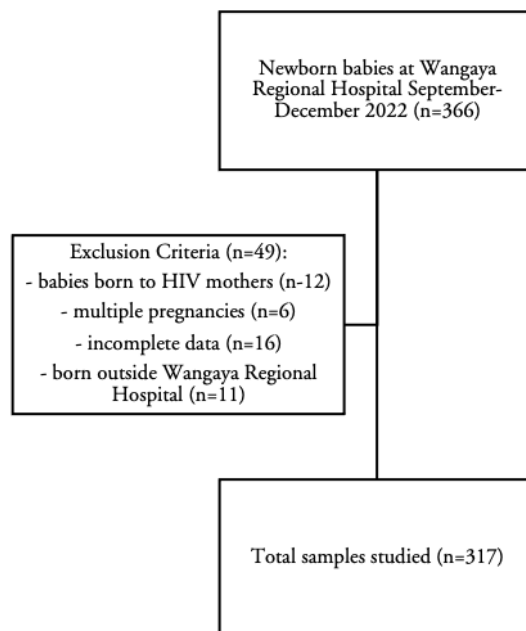 Newborn babies at Wangaya
Regional Hospital September-
December 2022 (n=366)
Exclusion Criteria (n=49):
- babies born to HIV mothers (n-12)
- multiple pregnancies (n=6)
- incomplete data (n=16)
- born outside Wangaya Regional
Hospital (n=11)
Total samples studied (n=317)